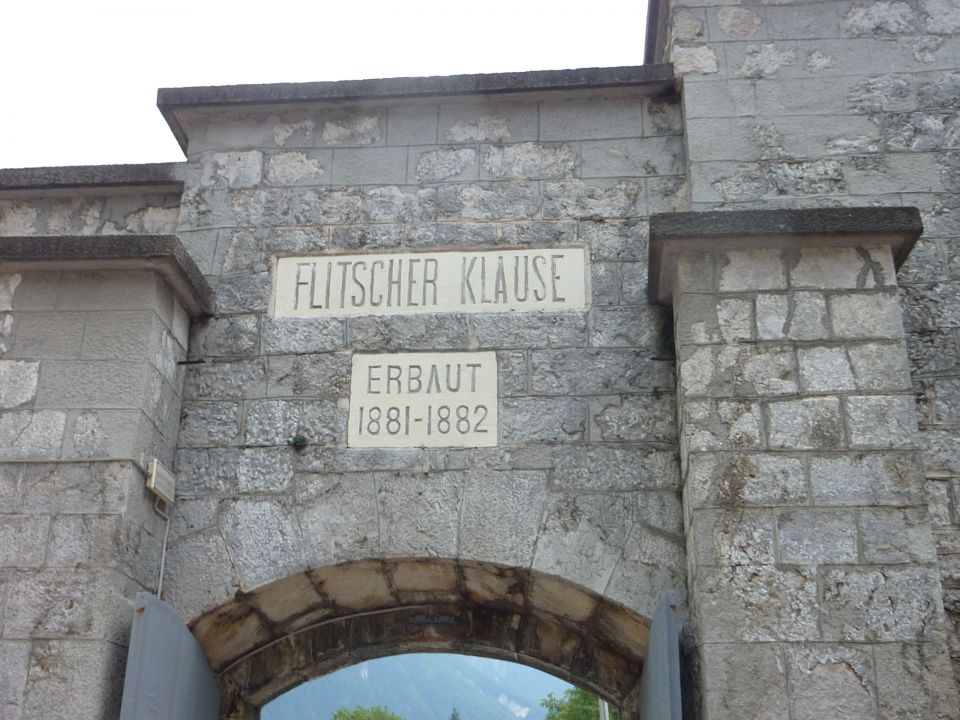 FLITSCHER KLAUSE
ERBAUT
1881-1882